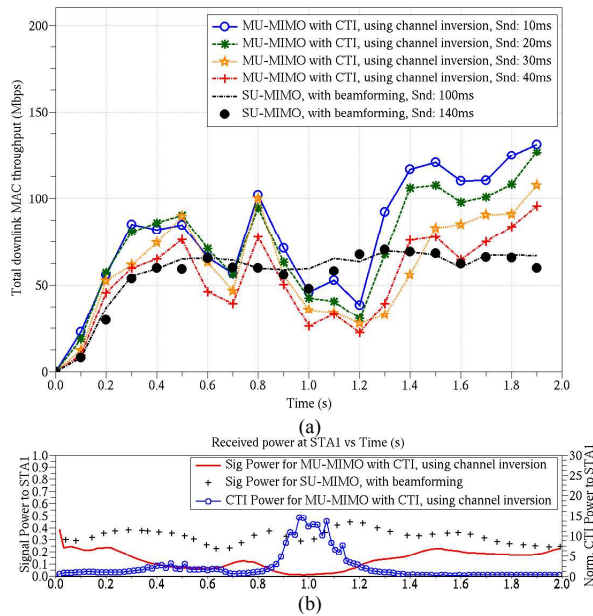 200
150
100
50
0
Total downlink MAC throughput (Mbps)
MU-MIMO with CTI, using channel inversion, Snd: 10ms
MU-MIMO with CTI, using channel inversion, Snd: 20ms
MU-MIMO with CTI, using channel inversion, Snd: 30ms
MU-MIMO with CTI, using channel inversion, Snd: 40ms
SU-MIMO, with beamforming, Snd: 100ms
SU-MIMO, with beamforming, Snd: 140ms
0.0 0.2 0.4 0.6 0.8 1.0 1.2 1.4 1.6 1.8 2.0
Time (s)
(a)
Received power at STA1 vs Time (s)
1.0
0.9
0.8
0.7
0.6
0.5
0.4
0.3
0.2
0.1
0.0
Signal Power to STA1
Sig Power for MU-MIMO with CTI, using channel inversion
Sig Power for SU-MIMO, with beamforming
CTI Power for MU-MIMO with CTI, using channel inversion
30
25
20
15
10
5
0
Norm. CTI Power to STA1
0.0 0.2 0.4 0.6 0.8 1.0 1.2 1.4 1.6 1.8 2.0
(b)